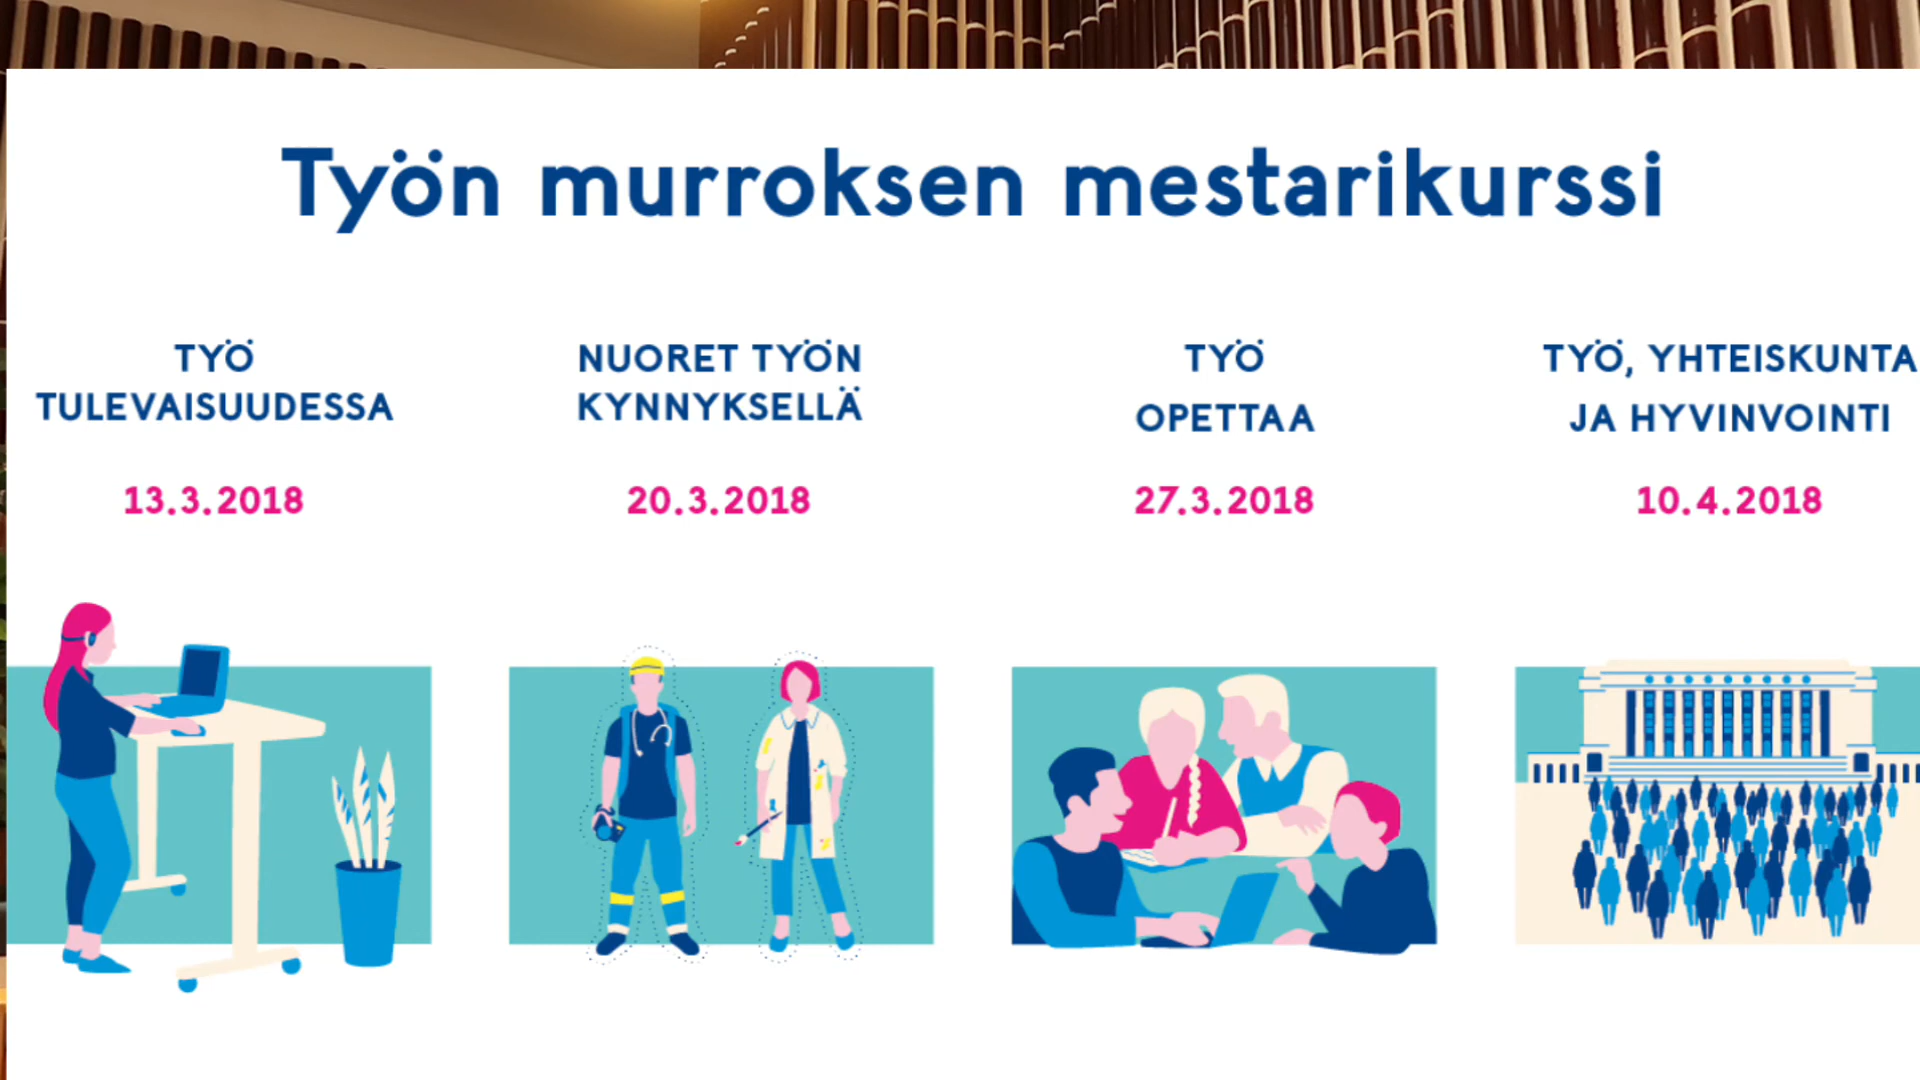 Työn murroksen mestarikurssi
TYÖ
TULEVAISUUDESSA
13.3.2018
NUORET TYÖN
KYNNYKSELLÄ
20.3.2018
TYÖ
OPETTAA
27.3.2018
TYÖ, YHTEISKUNTA
JA HYVINVOINTI
10.4.2018